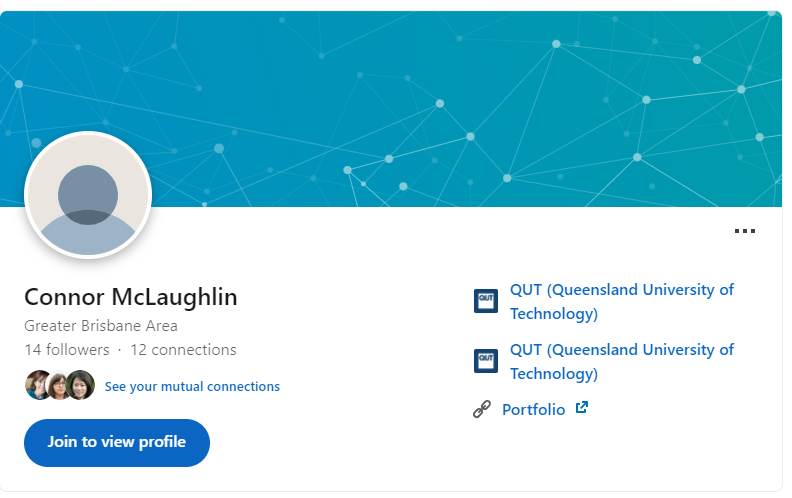 Connor McLaughlin
Greater Brisbane Area
14 followers · 12 connections
See your mutual connections
Join to view profile
QUT
QUT (Queensland University of
Technology)
QUT
QUT (Queensland University of
Technology)
Portfolio